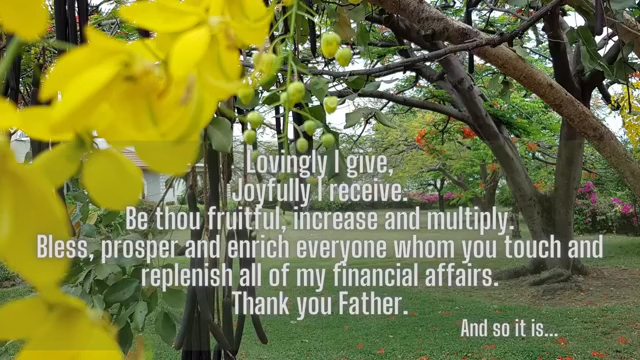 Lovingly I give,
Joyfully I receive.
Be thou fruitful, increase and multiply.
Bless, prosper and enrich everyone whom you touch and
replenish all of my financial affairs.
Thank you Father.
And so it is...